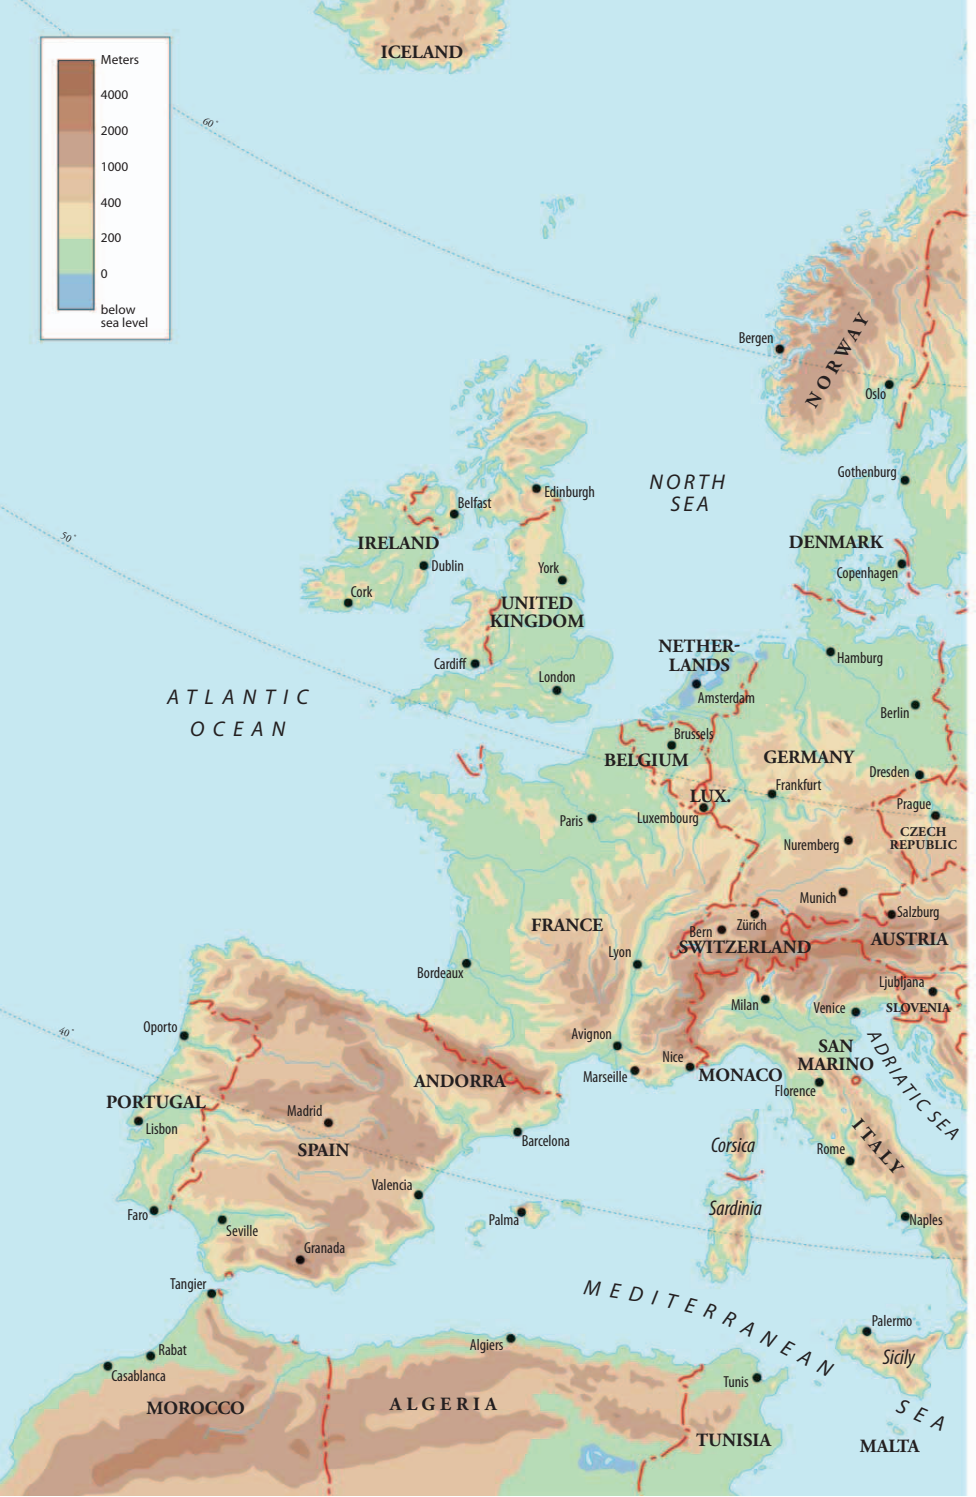 ICELAND
Meters
4000
2000
1000
400
200
0
below
sea level
60°
Bergen
NORWAY
Oslo
Gothenburg
NORTH
SEA
Edinburgh
Belfast
50°
IRELAND
DENMARK
Dublin
York
Copenhagen
Cork
UNITED
KINGDOM
NETHER-
LANDS
Hamburg
Cardiff
London
Amsterdam
ATLANTIC
OCEAN
Berlin
Brussels
BELGIUM
GERMANY
Dresden
Frankfurt
LUX.
Luxembourg
Paris
Prague
CZECH
REPUBLIC
Nuremberg
Munich
Salzburg
FRANCE
Zürich
Bern
SWITZERLAND
AUSTRIA
Lyon
Bordeaux
Ljubljana
Milan
Venice
SLOVENIA
Oporto
40°
Avignon
SAN
MARINO
ADRIATIC SEA
Nice
MONACO
Marseille
ANDORRA
Florence
PORTUGAL
Madrid
Lisbon
SPAIN
Barcelona
Corsica
ITALY
Rome
Valencia
Sardinia
Faro
Palma
Naples
Seville
Granada
Tangier
MEDITERRANEAN
SEA
Palermo
Sicily
Algiers
Rabat
Casablanca
Tunis
MOROCCO
ALGERIA
TUNISIA
MALTA